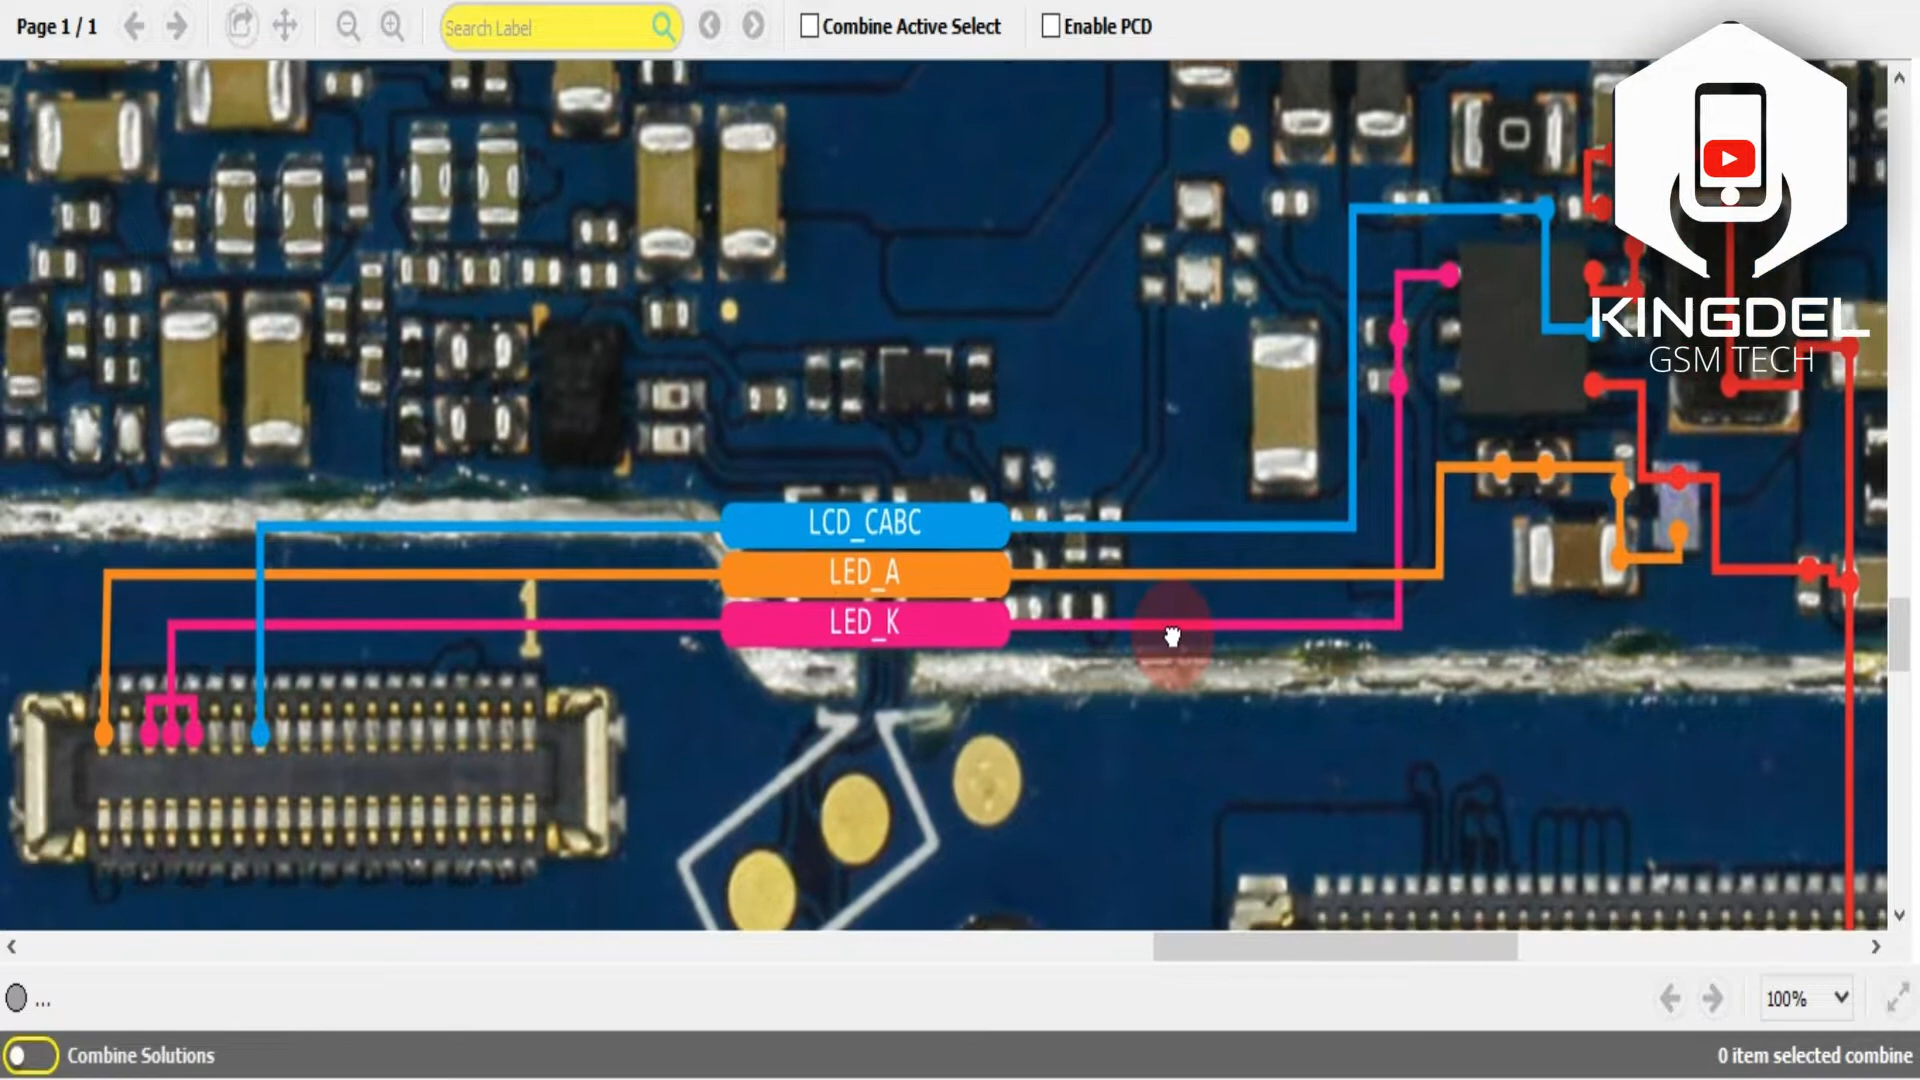 Page 1 / 1
Search Label
Combine Active Select
Enable PCD
KINGDEL
GSM TECH
LCD_CABC
LED_A
LED_K
1
...
100%
Combine Solutions
0 item selected combine